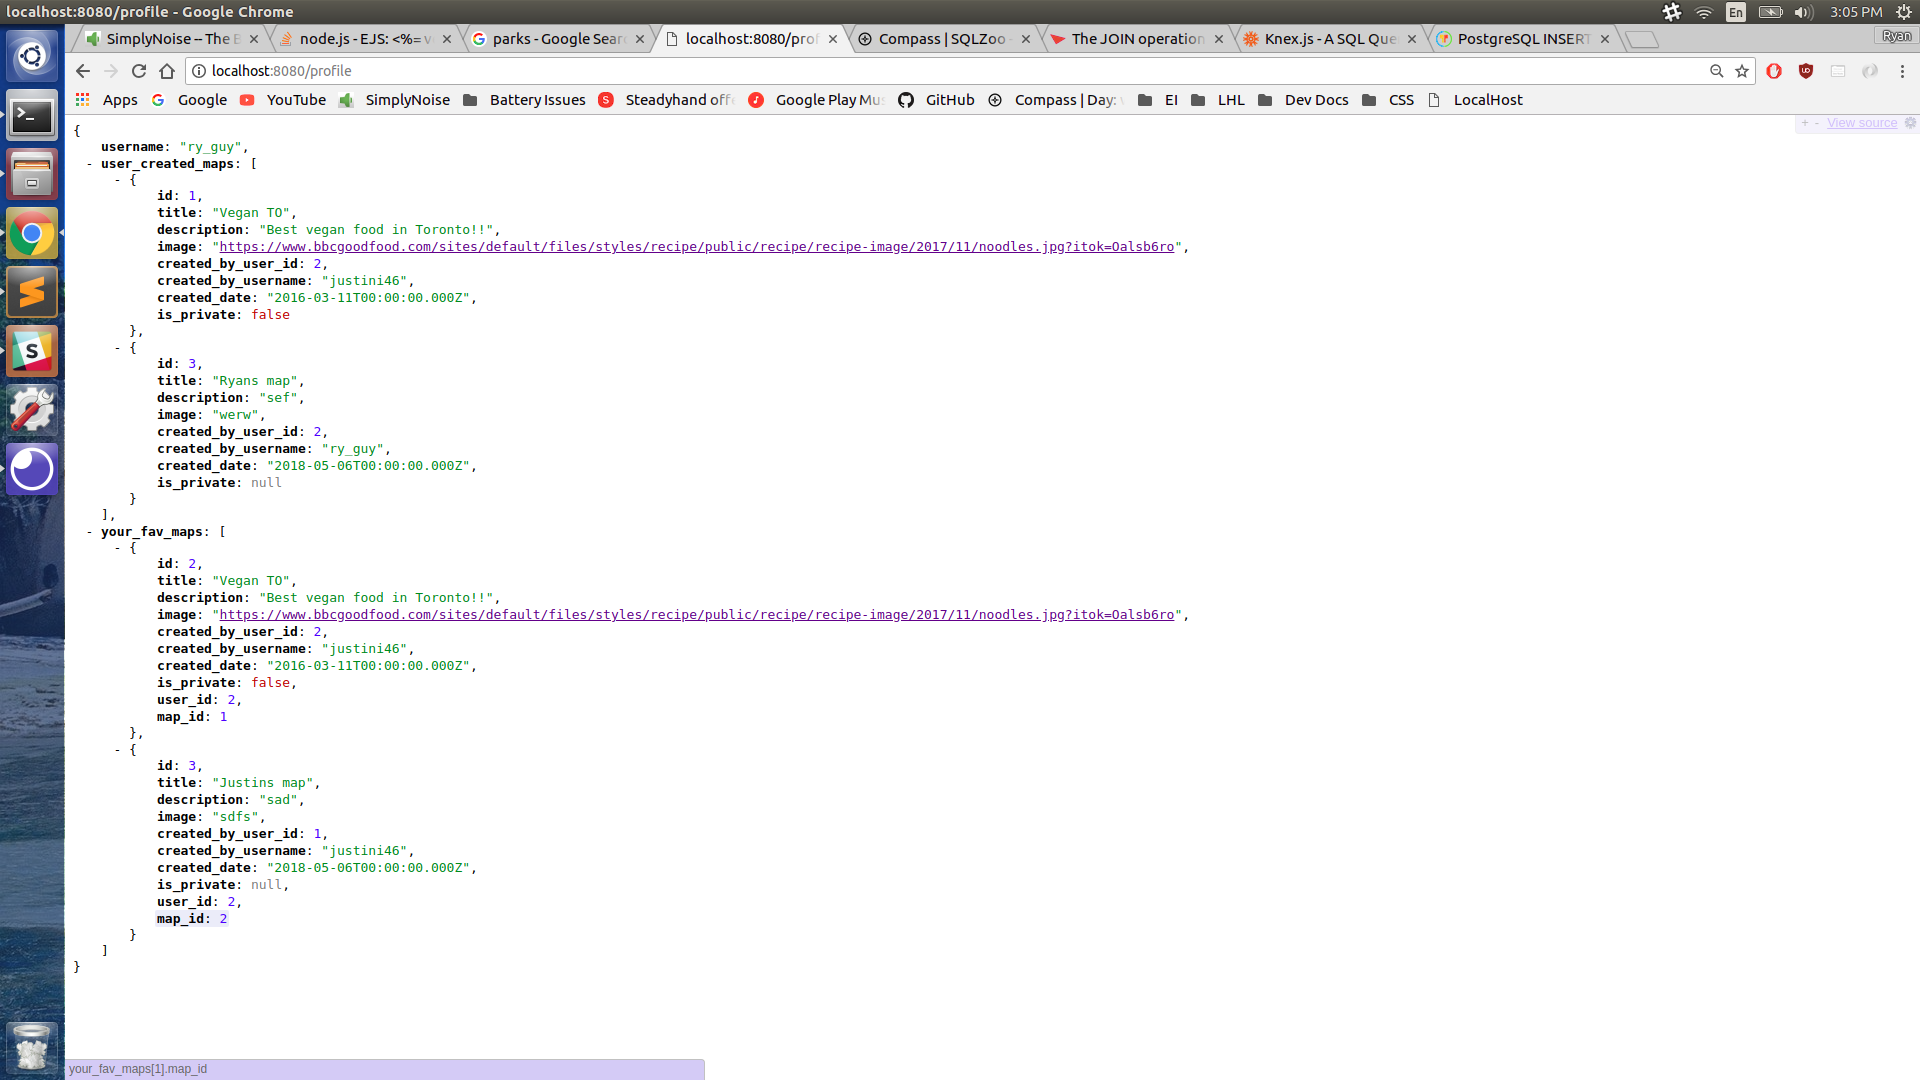 localhost:8080/profile - Google Chrome
En
3:05 PM
SimplyNoise -- The B
node.js - EJS: <%= v
parks - Google Sear
localhost:8080/prof
Compass | SQLZoo -
The JOIN operation
Knex.js - A SQL Que
PostgreSQL INSERT
Ryan
localhost:8080/profile
Apps
Google
YouTube
SimplyNoise
Battery Issues
Steadyhand offe
Google Play Mus
GitHub
Compass | Day: v
EI
LHL
Dev Docs
CSS
LocalHost
+ - View source
{
username: "ry_guy",
- user_created_maps: [
- {
id: 1,
title: "Vegan TO",
description: "Best vegan food in Toronto!!",
image: "https://www.bbcgoodfood.com/sites/default/files/styles/recipe/public/recipe/recipe-image/2017/11/noodles.jpg?itok=Oalsb6ro",
created_by_user_id: 2,
created_by_username: "justini46",
created_date: "2016-03-11T00:00:00.000Z",
is_private: false
},
- {
id: 3,
title: "Ryans map",
description: "sef",
image: "werw",
created_by_user_id: 2,
created_by_username: "ry_guy",
created_date: "2018-05-06T00:00:00.000Z",
is_private: null
}
],
- your_fav_maps: [
- {
id: 2,
title: "Vegan TO",
description: "Best vegan food in Toronto!!",
image: "https://www.bbcgoodfood.com/sites/default/files/styles/recipe/public/recipe/recipe-image/2017/11/noodles.jpg?itok=Oalsb6ro",
created_by_user_id: 2,
created_by_username: "justini46",
created_date: "2016-03-11T00:00:00.000Z",
is_private: false,
user_id: 2,
map_id: 1
},
- {
id: 3,
title: "Justins map",
description: "sad",
image: "sdfs",
created_by_user_id: 1,
created_by_username: "justini46",
created_date: "2018-05-06T00:00:00.000Z",
is_private: null,
user_id: 2,
map_id: 2
}
]
}
your_fav_maps[1].map_id